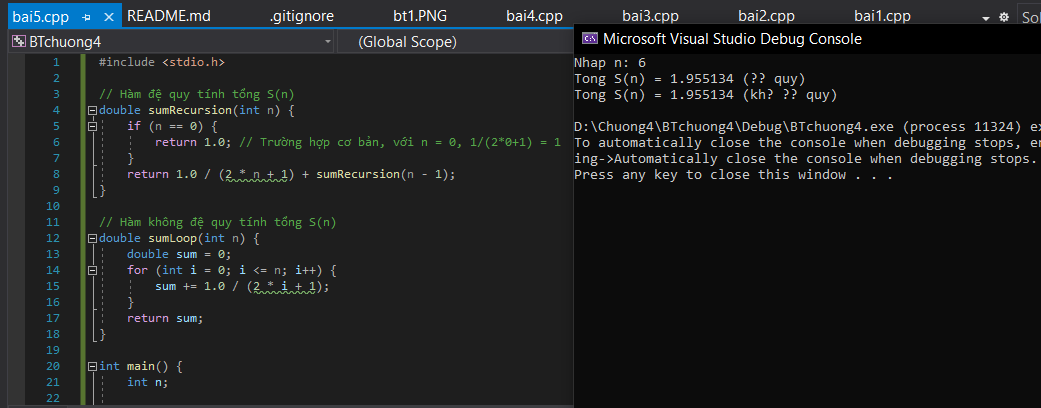 bai5.cpp README.md .gitignore bt1.PNG bai4.cpp bai3.cpp bai2.cpp bai1.cpp Sol
BTchuong4 (Global Scope)
1 #include <stdio.h>
2
3 // Hàm đệ quy tính tổng S(n)
4 double sumRecursion(int n) {
5 if (n == 0) {
6 return 1.0; // Trường hợp cơ bản, với n = 0, 1/(2*0+1) = 1
7 }
8 return 1.0 / (2 * n + 1) + sumRecursion(n - 1);
9 }
10
11 // Hàm không đệ quy tính tổng S(n)
12 double sumLoop(int n) {
13 double sum = 0;
14 for (int i = 0; i <= n; i++) {
15 sum += 1.0 / (2 * i + 1);
16 }
17 return sum;
18 }
19
20 int main() {
21 int n;
22
Microsoft Visual Studio Debug Console
Nhap n: 6
Tong S(n) = 1.955134 (?? quy)
Tong S(n) = 1.955134 (kh? ?? quy)
D:\Chuong4\BTchuong4\Debug\BTchuong4.exe (process 11324) ex
To automatically close the console when debugging stops, en
ing->Automatically close the console when debugging stops.
Press any key to close this window . . .